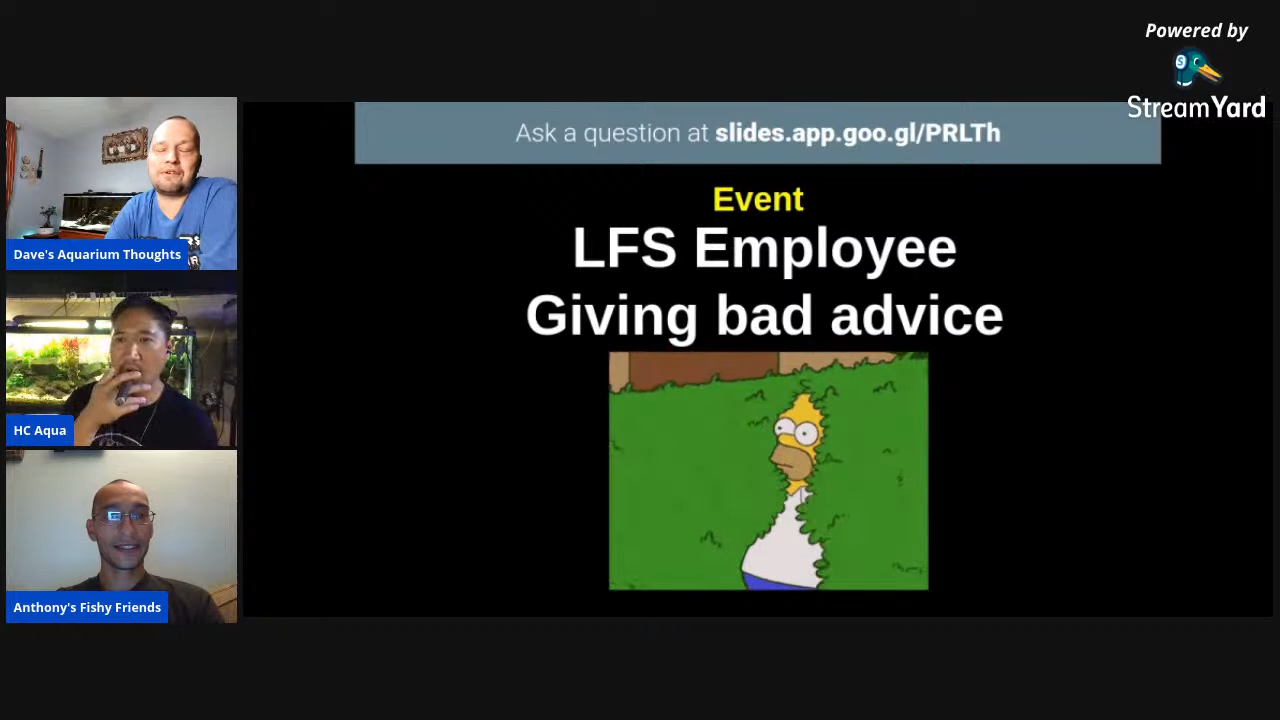 Powered by
StreamYard
Ask a question at slides.app.goo.gl/PRLTh
Event
LFS Employee
Giving bad advice
Dave's Aquarium Thoughts
HC Aqua
Anthony's Fishy Friends